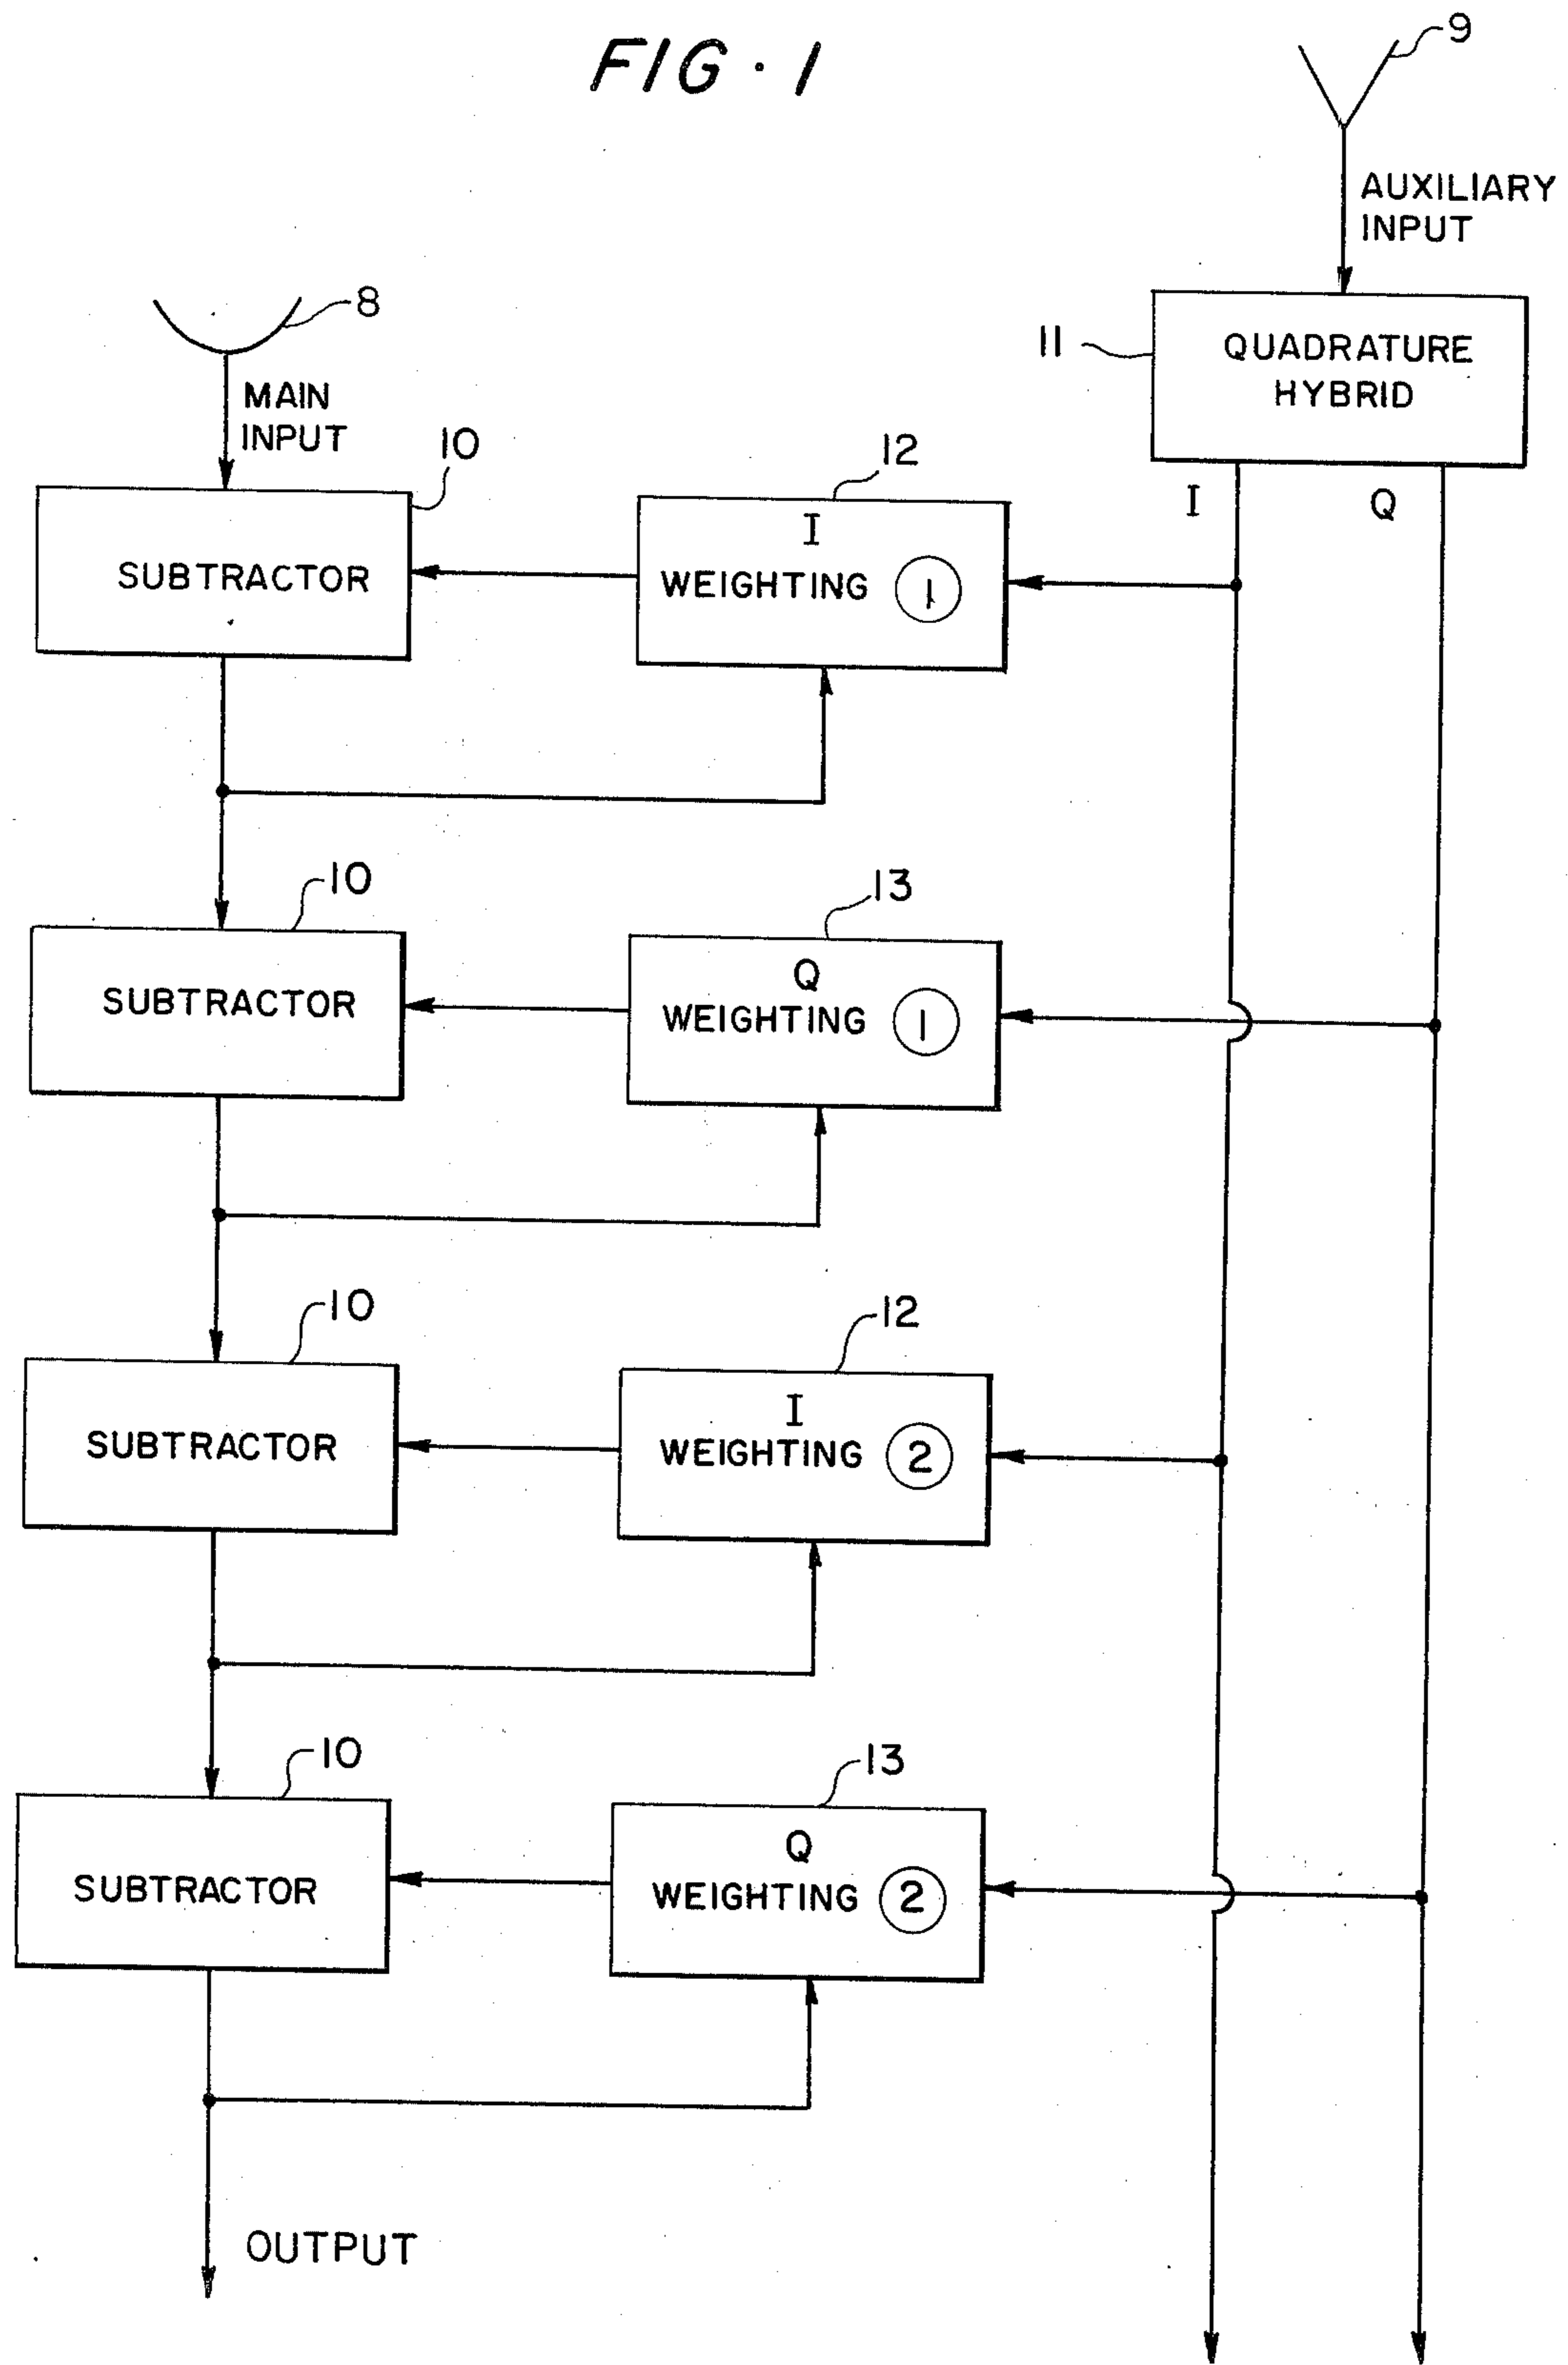 FIG. 1
9
AUXILIARY
INPUT
8
MAIN
INPUT
11
QUADRATURE
HYBRID
10
12
I
Q
SUBTRACTOR
I
WEIGHTING 1
10
13
SUBTRACTOR
Q
WEIGHTING 1
10
12
SUBTRACTOR
I
WEIGHTING 2
10
13
SUBTRACTOR
Q
WEIGHTING 2
OUTPUT